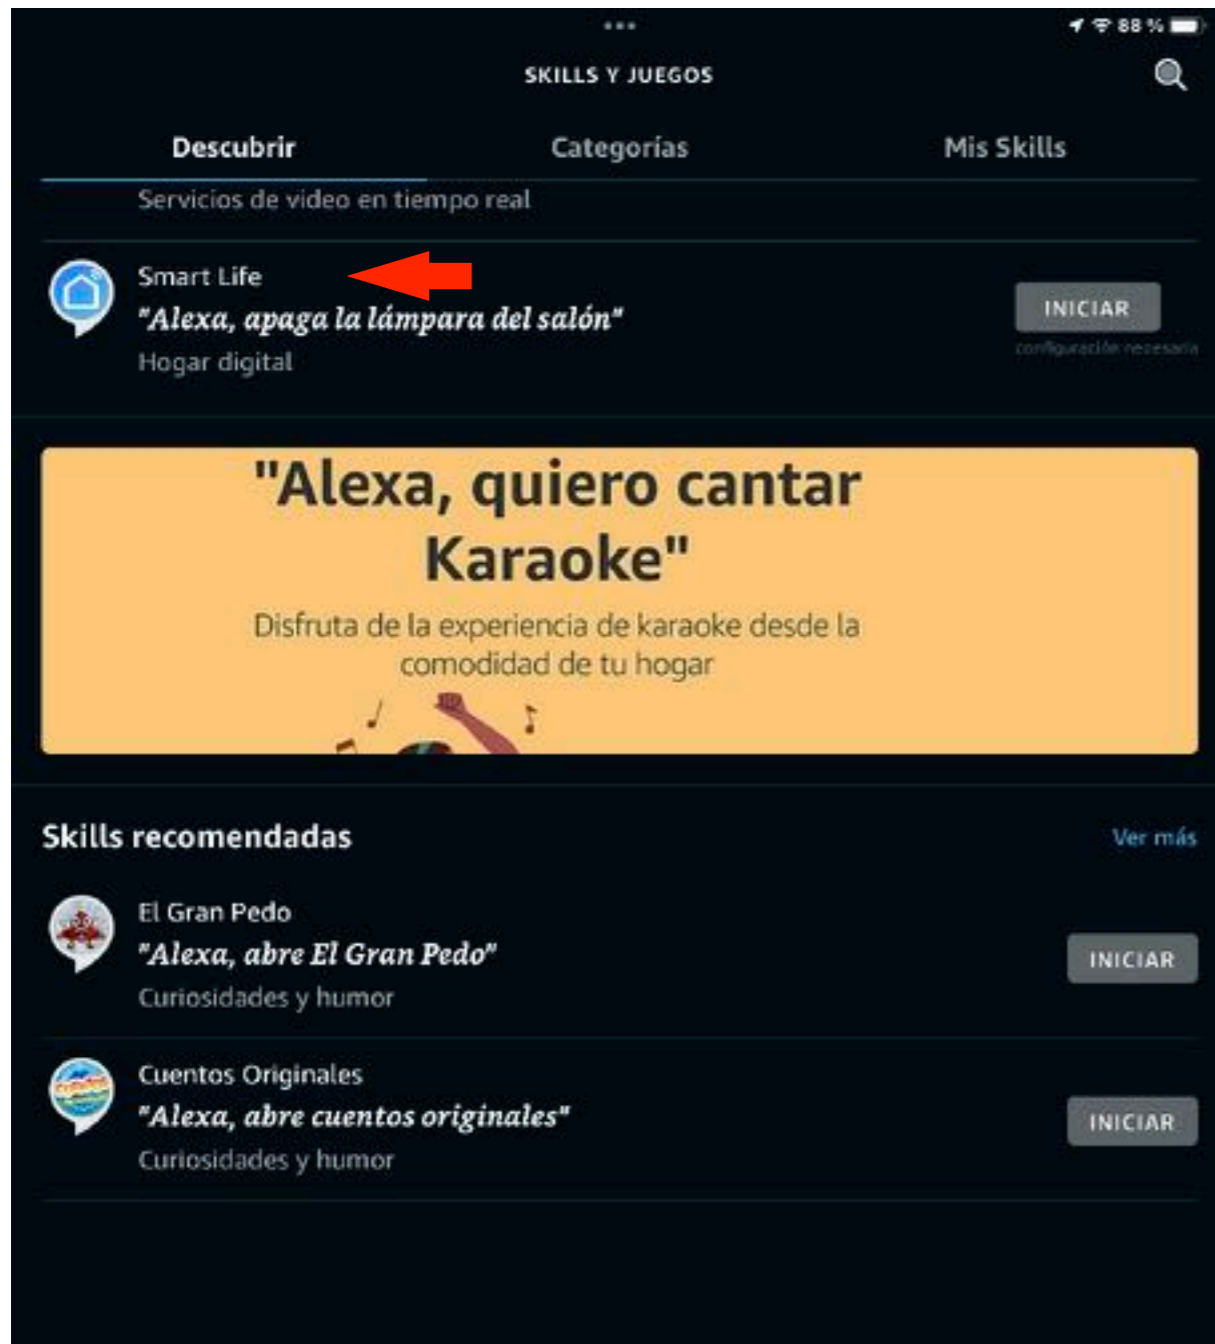 88 %
SKILLS Y JUEGOS
Descubrir Categorías Mis Skills
Servicios de video en tiempo real
Smart Life
"Alexa, apaga la lámpara del salón"
Hogar digital
INICIAR
configuración necesaria
"Alexa, quiero cantar
Karaoke"
Disfruta de la experiencia de karaoke desde la
comodidad de tu hogar
Skills recomendadas Ver más
El Gran Pedo
"Alexa, abre El Gran Pedo"
Curiosidades y humor
INICIAR
Cuentos Originales
"Alexa, abre cuentos originales"
Curiosidades y humor
INICIAR